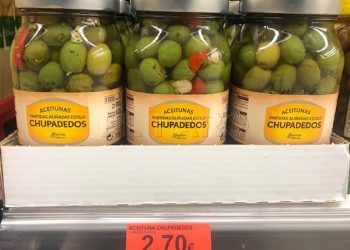 ACEITUNAS
PARTIDAS ALIÑADAS ESTILO
CHUPADEDOS
ACEITUNAS
PARTIDAS ALIÑADAS ESTILO
CHUPADEDOS
ACEITUNAS
PARTIDAS ALIÑADAS ESTILO
CHUPADEDOS
ACEITUNA CHUPADEDOS
2,70€